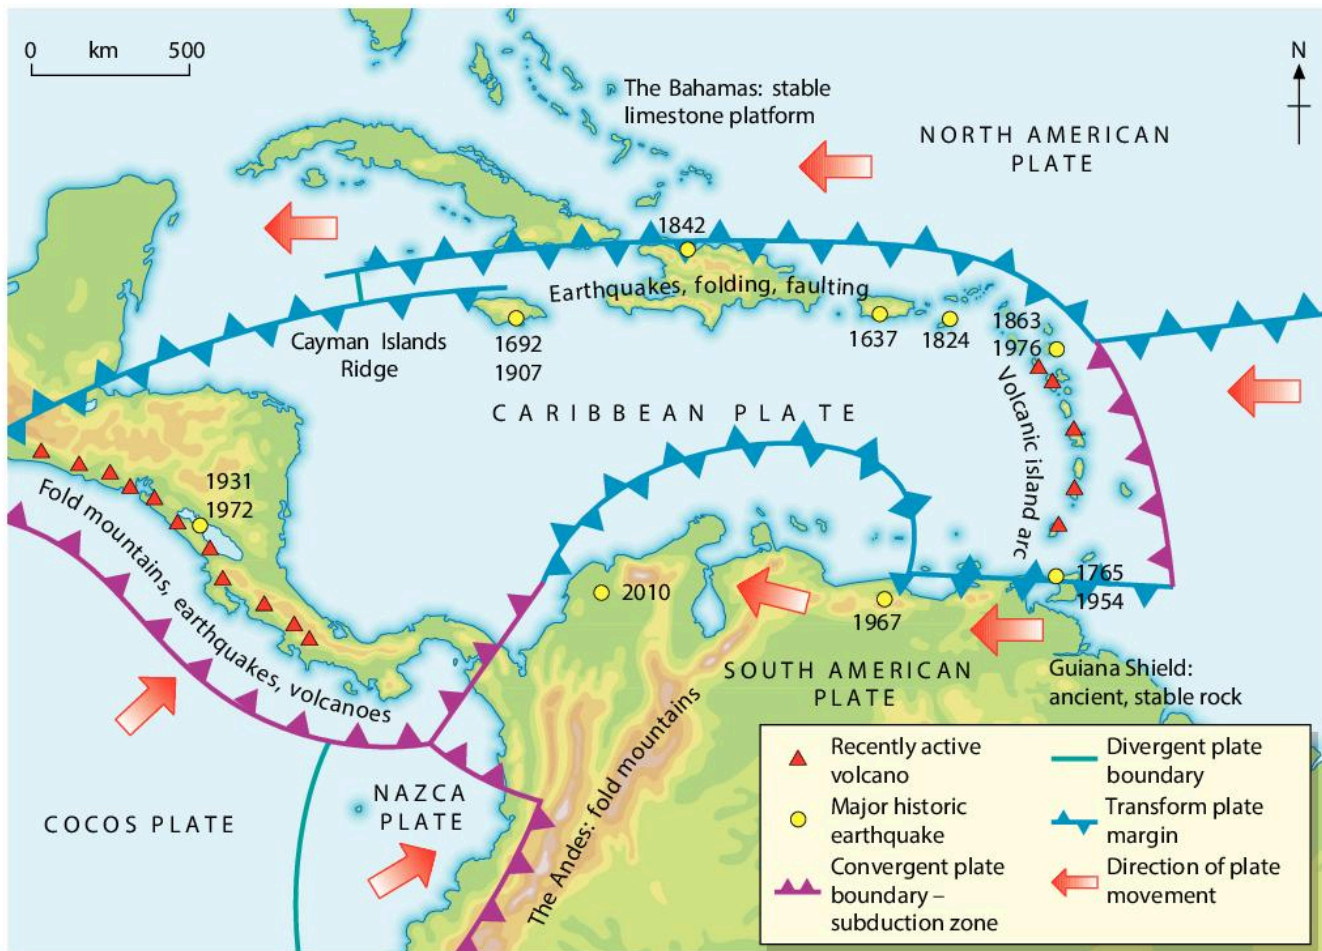 0 km 500
N
The Bahamas: stable
limestone platform
NORTH AMERICAN
PLATE
1842
Earthquakes, folding, faulting
Cayman Islands
Ridge
1692
1907
1637
1824
1863
1976
CARIBBEAN PLATE
Volcanic island arc
1931
1972
Fold mountains, earthquakes, volcanoes
2010
1967
1765
1954
SOUTH AMERICAN
PLATE
Guiana Shield:
ancient, stable rock
The Andes: fold mountains
NAZCA
PLATE
COCOS PLATE
Recently active
volcano
Major historic
earthquake
Convergent plate
boundary –
subduction zone
Divergent plate
boundary
Transform plate
margin
Direction of plate
movement